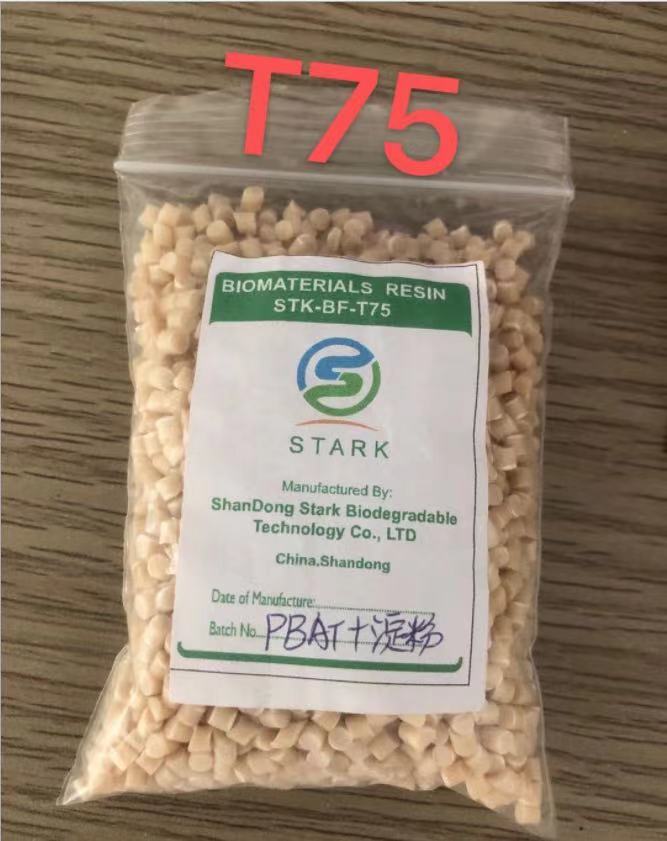 T75
BIOMATERIALS RESIN
STK-BF-T75
STARK
Manufactured By:
ShanDong Stark Biodegradable
Technology Co., LTD
China.Shandong
Date of Manufacture:
Batch No. PBAT+淀粉